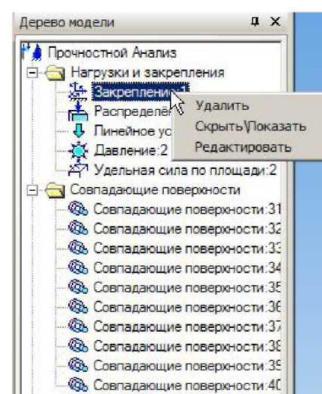 Дерево модели
Прочностной Анализ
Нагрузки и закрепления
Закрепление:1
Удалить
Скрыть\Показать
Редактировать
Линейное ус
Давление:2
Удельная сила по площади:2
Совпадающие поверхности
Совпадающие поверхности:31
Совпадающие поверхности:32
Совпадающие поверхности:33
Совпадающие поверхности:34
Совпадающие поверхности:35
Совпадающие поверхности:36
Совпадающие поверхности:37
Совпадающие поверхности:38
Совпадающие поверхности:39
Совпадающие поверхности:40